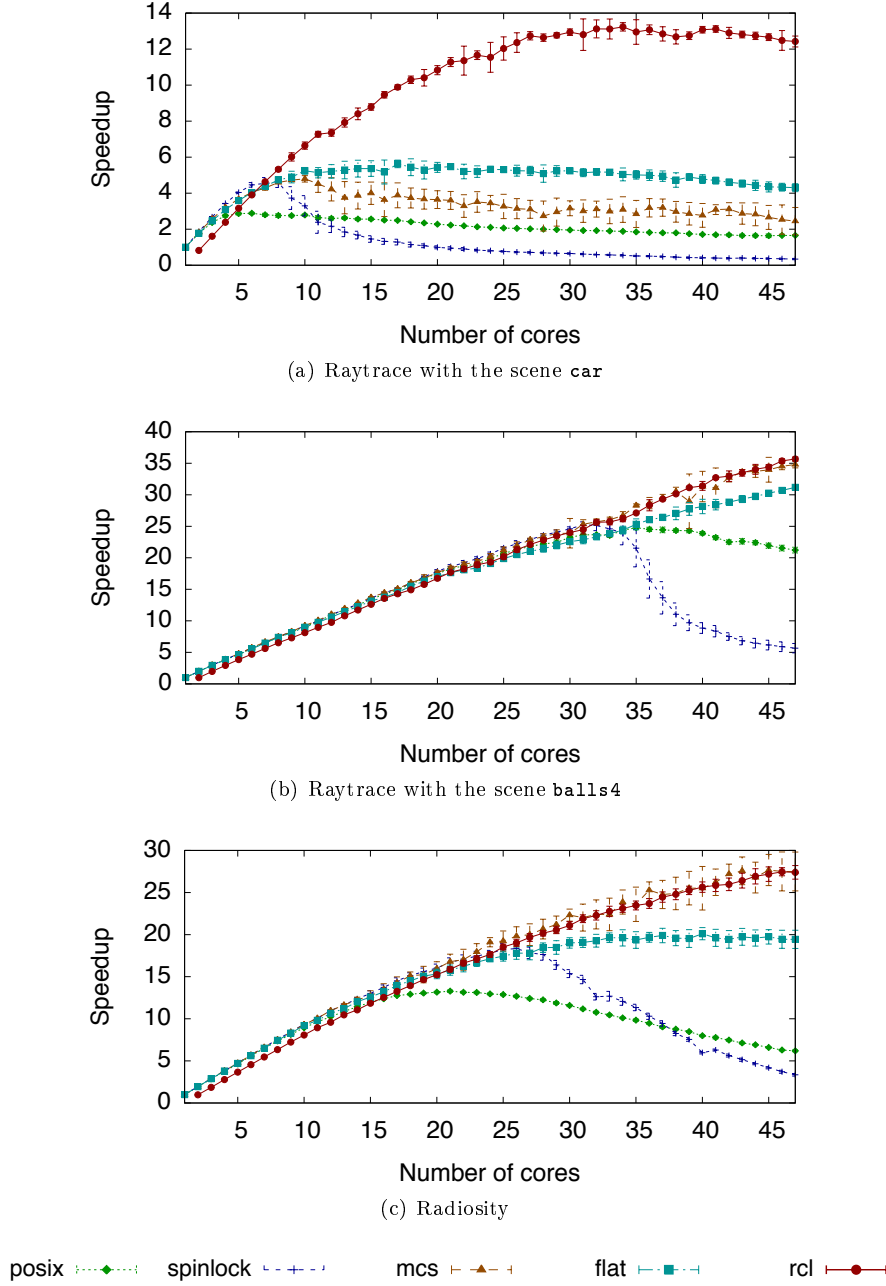 14
12
10
8
6
4
2
0
Speedup
5 10 15 20 25 30 35 40 45
Number of cores
(a) Raytrace with the scene car
40
35
30
25
20
15
10
5
0
Speedup
5 10 15 20 25 30 35 40 45
Number of cores
(b) Raytrace with the scene balls4
30
25
20
15
10
5
0
Speedup
5 10 15 20 25 30 35 40 45
Number of cores
(c) Radiosity
posix spinlock mcs flat rcl